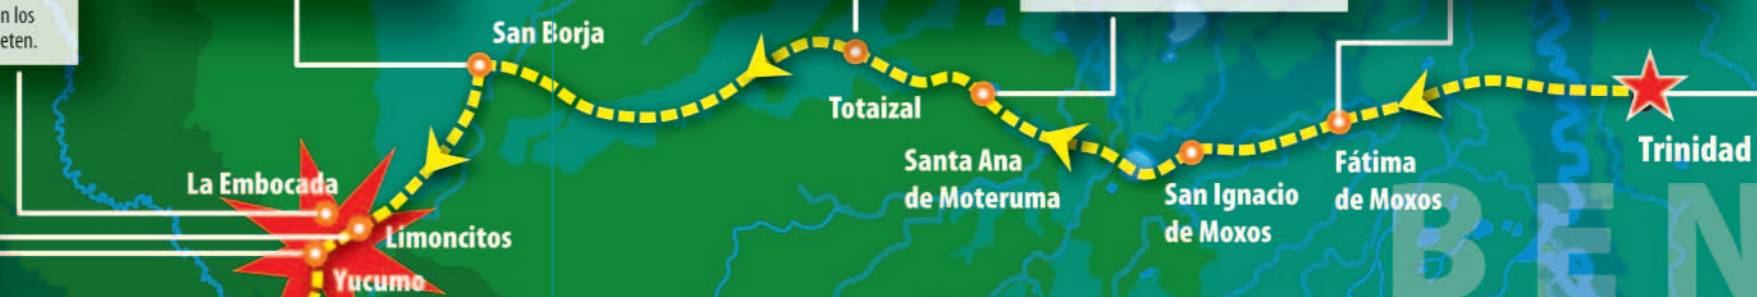 n los
eten.
San Borja
Totaizal
Santa Ana
de Moteruma
San Ignacio
de Moxos
Fátima
de Moxos
Trinidad
La Embocada
Limoncitos
Yucumo
BEN